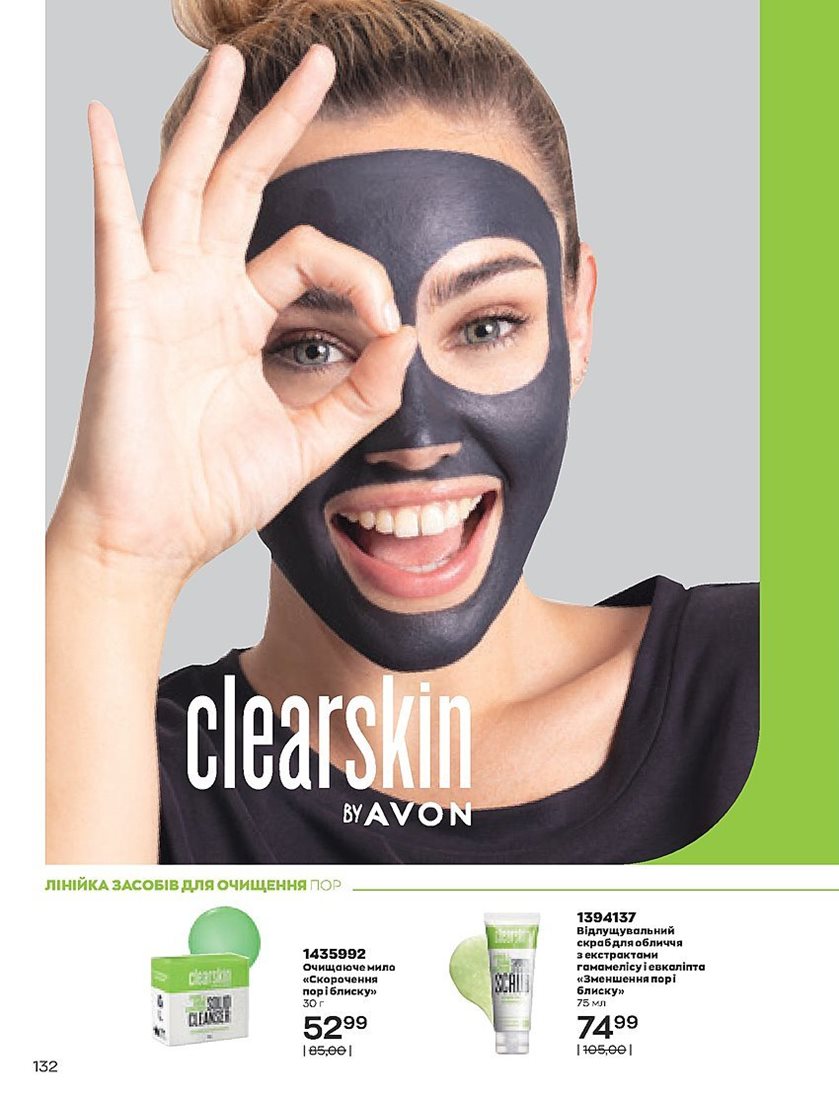 clearskin
BY AVON
ЛІНІЙКА ЗАСОБІВ ДЛЯ ОЧИЩЕННЯ ПОР
clearskin
SOLID
CLEANSER
1435992
Очищаюче мило
«Скорочення
пор і блиску»
30 г
52 99
| 85,00 |
clearskin
SCRUB
1394137
Відлущувальний
скраб для обличчя
з екстрактами
гамамелісу і евкаліпта
«Зменшення пор і
блиску»
75 мл
74 99
| 105,00 |
132